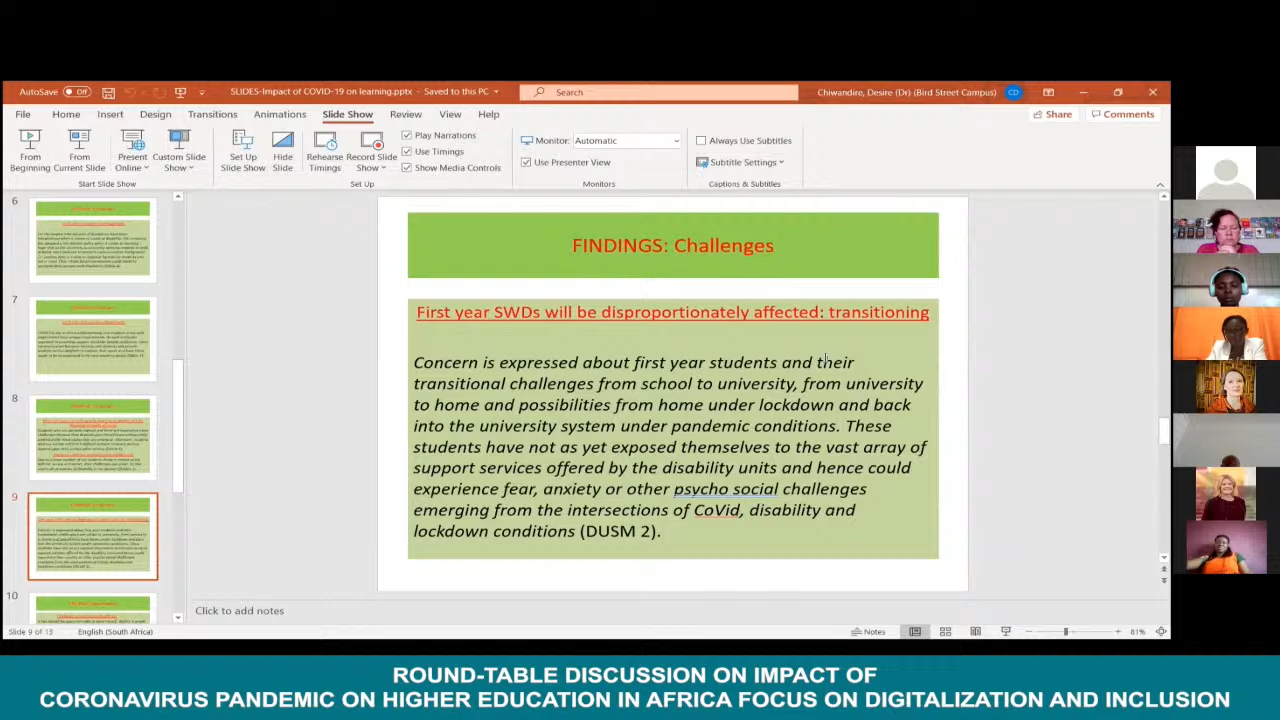 AutoSave Off SLIDES-Impact of COVID-19 on learning.pptx - Saved to this PC Search Chiwandire, Desire (Dr) (Bird Street Campus) CD
File Home Insert Design Transitions Animations Slide Show Review View Help Share Comments
From Beginning
From Current Slide
Present Online
Custom Slide Show
Start Slide Show
Set Up Slide Show
Hide Slide
Rehearse Timings
Record Slide Show
Play Narrations
Use Timings
Show Media Controls
Set Up
Monitor: Automatic
Use Presenter View
Monitors
Always Use Subtitles
Subtitle Settings
Captions & Subtitles
6
7
8
9
10
FINDINGS: Challenges
First year SWDs will be disproportionately affected: transitioning
Concern is expressed about first year students and their
transitional challenges from school to university, from university
to home and possibilities from home under lockdown and back
into the university system under pandemic conditions. These
students have not as yet exposed themselves to the vast array of
support services offered by the disability units and hence could
experience fear, anxiety or other psycho social challenges
emerging from the intersections of CoVid, disability and
lockdown conditions (DUSM 2).
Click to add notes
Slide 9 of 13 English (South Africa) Notes 81%
ROUND-TABLE DISCUSSION ON IMPACT OF
CORONAVIRUS PANDEMIC ON HIGHER EDUCATION IN AFRICA FOCUS ON DIGITALIZATION AND INCLUSION